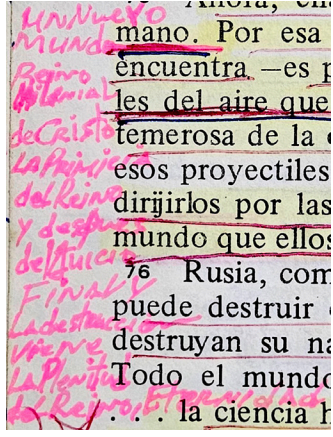 Ahora, en
UN NUEVO
MUNDO
Reino
Milenial
de Cristo
LA Primicia
del Reino
y después
del Juicio
FINAL Y
La destrucción
viene
La Plenitud
del Reino, Eternidad
mano. Por esa
encuentra —es p
les del aire que
temerosa de la
esos proyectiles
dirijirlos por las
mundo que ellos
76 Rusia, com
puede destruir
destruyan su na
Todo el mundo
. . . la ciencia h